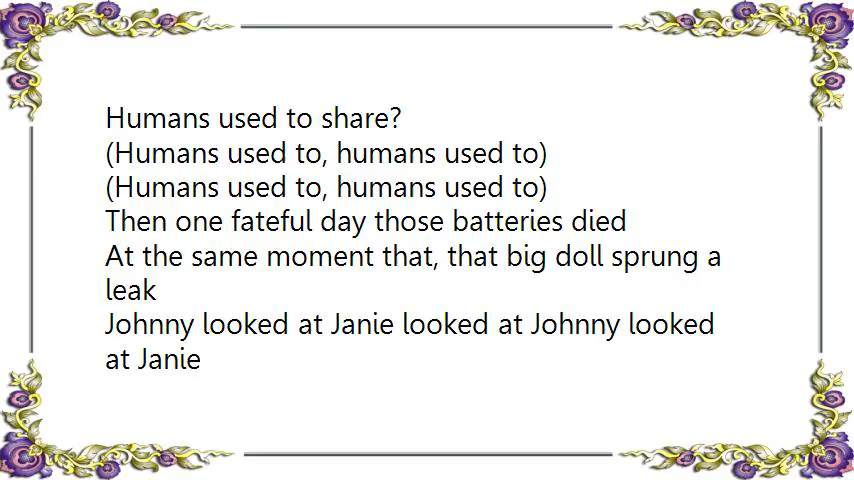 Humans used to share?
(Humans used to, humans used to)
(Humans used to, humans used to)
Then one fateful day those batteries died
At the same moment that, that big doll sprung a
leak
Johnny looked at Janie looked at Johnny looked
at Janie